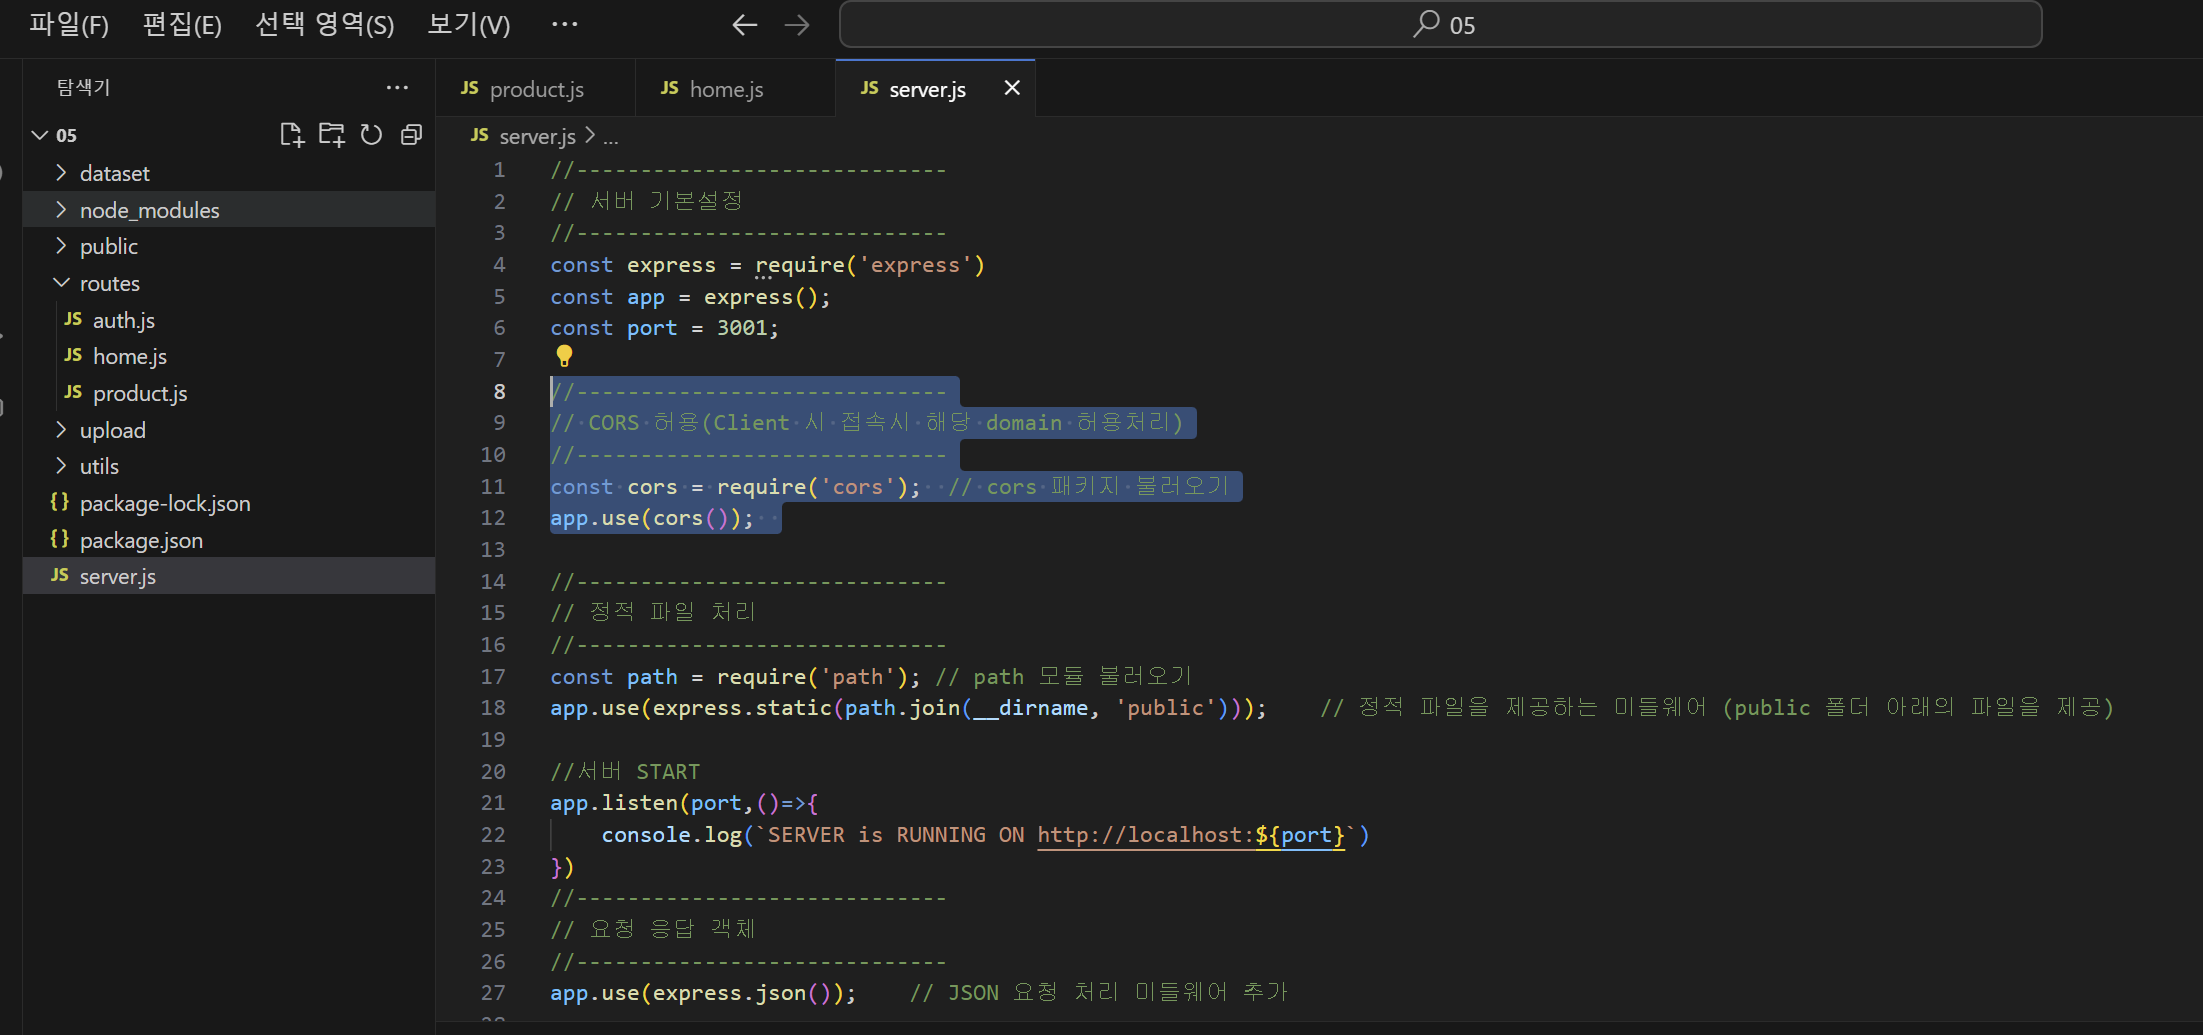 파일(F) 편집(E) 선택 영역(S) 보기(V) ··· 05
탐색기 ···
05
dataset
node_modules
public
routes
JS auth.js
JS home.js
JS product.js
upload
utils
{} package-lock.json
{} package.json
JS server.js
JS product.js JS home.js JS server.js
JS server.js > ...
1 //-----------------------------
2 // 서버 기본설정
3 //-----------------------------
4 const express = require('express')
5 const app = express();
6 const port = 3001;
7
8 //-----------------------------
9 // CORS 허용(Client 시 접속시 해당 domain 허용처리)
10 //-----------------------------
11 const cors = require('cors');  // cors 패키지 불러오기
12 app.use(cors());
13
14 //-----------------------------
15 // 정적 파일 처리
16 //-----------------------------
17 const path = require('path'); // path 모듈 불러오기
18 app.use(express.static(path.join(__dirname, 'public')));    // 정적 파일을 제공하는 미들웨어 (public 폴더 아래의 파일을 제공)
19
20 //서버 START
21 app.listen(port,()=>{
22     console.log(`SERVER is RUNNING ON http://localhost:${port}`)
23 })
24 //-----------------------------
25 // 요청 응답 객체
26 //-----------------------------
27 app.use(express.json());    // JSON 요청 처리 미들웨어 추가